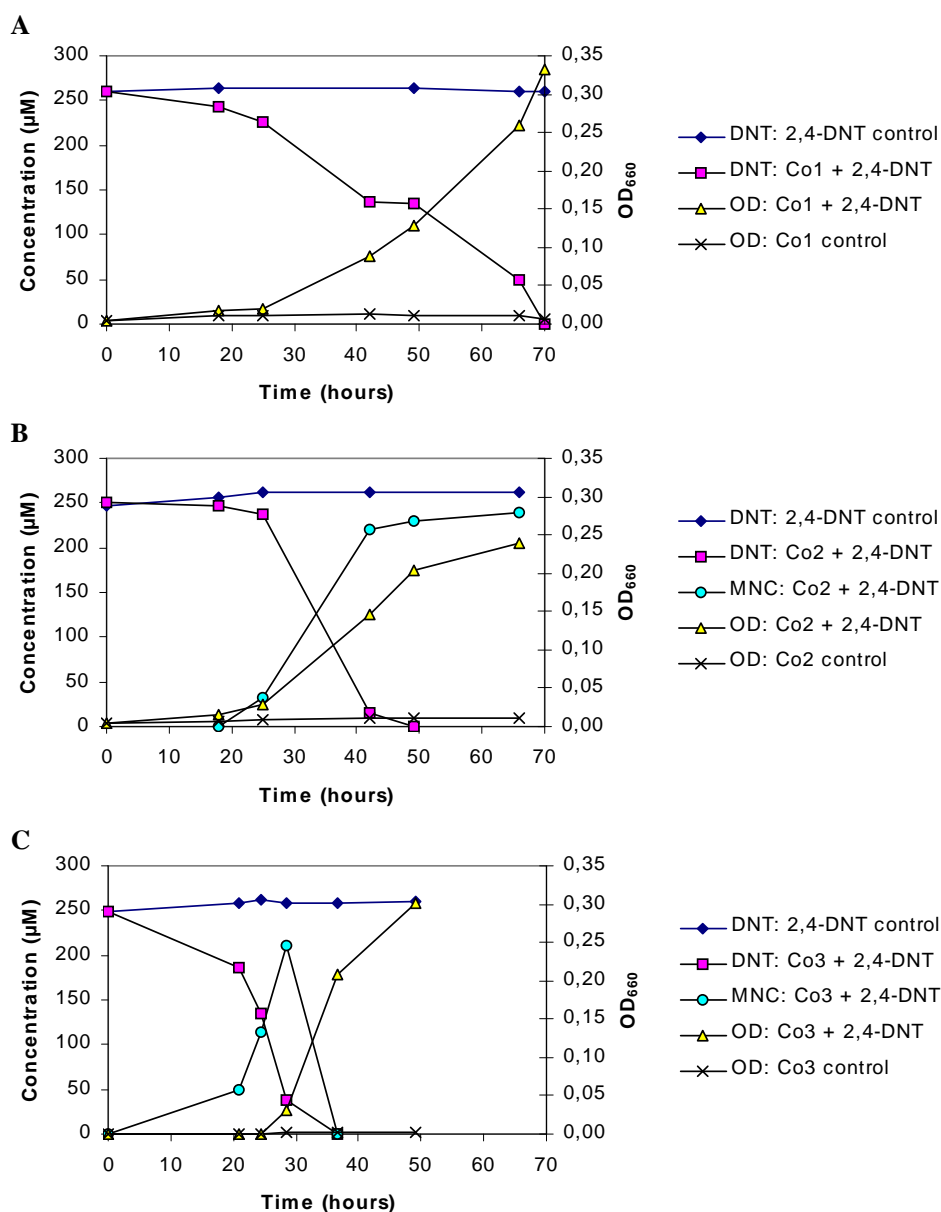 A
300
250
200
150
100
50
0
Concentration (µM)
0,35
0,30
0,25
0,20
0,15
0,10
0,05
0,00
OD660
0 10 20 30 40 50 60 70
Time (hours)
DNT: 2,4-DNT control
DNT: Co1 + 2,4-DNT
OD: Co1 + 2,4-DNT
OD: Co1 control
B
300
250
200
150
100
50
0
Concentration (µM)
0,35
0,30
0,25
0,20
0,15
0,10
0,05
0,00
OD660
0 10 20 30 40 50 60 70
Time (hours)
DNT: 2,4-DNT control
DNT: Co2 + 2,4-DNT
MNC: Co2 + 2,4-DNT
OD: Co2 + 2,4-DNT
OD: Co2 control
C
300
250
200
150
100
50
0
Concentration (µM)
0,35
0,30
0,25
0,20
0,15
0,10
0,05
0,00
OD660
0 10 20 30 40 50 60 70
Time (hours)
DNT: 2,4-DNT control
DNT: Co3 + 2,4-DNT
MNC: Co3 + 2,4-DNT
OD: Co3 + 2,4-DNT
OD: Co3 control